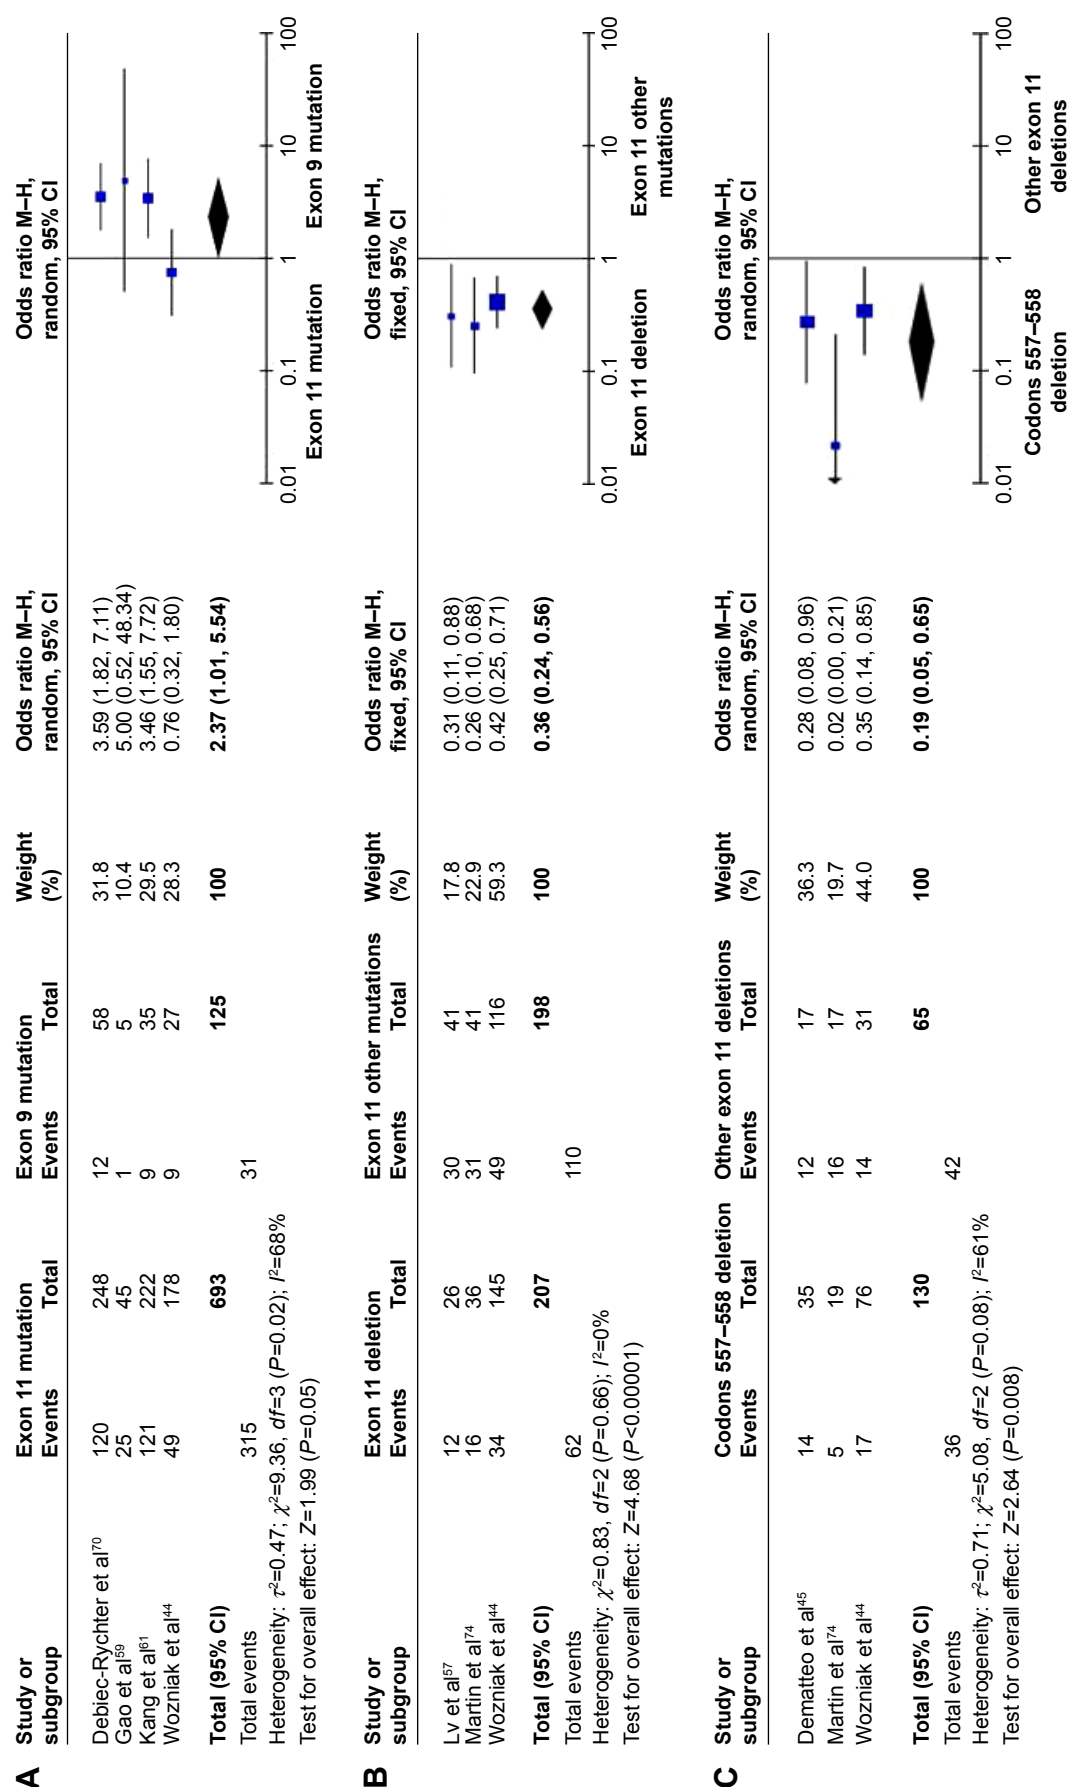 A
Study or subgroup Exon 11 mutation Events Total Exon 9 mutation Events Total Weight (%) Odds ratio M–H, random, 95% CI Odds ratio M–H, random, 95% CI
Debiec-Rychter et al70 120 248 12 58 31.8 3.59 (1.82, 7.11)
Gao et al59 25 45 1 5 10.4 5.00 (0.52, 48.34)
Kang et al61 121 222 9 35 29.5 3.46 (1.55, 7.72)
Wozniak et al44 49 178 9 27 28.3 0.76 (0.32, 1.80)
Total (95% CI) 693 125 100 2.37 (1.01, 5.54)
Total events 315 31
Heterogeneity: τ2=0.47; χ2=9.36, df=3 (P=0.02); I2=68%
Test for overall effect: Z=1.99 (P=0.05)
0.01 0.1 1 10 100
Exon 11 mutation Exon 9 mutation
B
Study or subgroup Exon 11 deletion Events Total Exon 11 other mutations Events Total Weight (%) Odds ratio M–H, fixed, 95% CI Odds ratio M–H, fixed, 95% CI
Lv et al57 12 26 30 41 17.8 0.31 (0.11, 0.88)
Martin et al74 16 36 31 41 22.9 0.26 (0.10, 0.68)
Wozniak et al44 34 145 49 116 59.3 0.42 (0.25, 0.71)
Total (95% CI) 207 198 100 0.36 (0.24, 0.56)
Total events 62 110
Heterogeneity: χ2=0.83, df=2 (P=0.66); I2=0%
Test for overall effect: Z=4.68 (P<0.00001)
0.01 0.1 1 10 100
Exon 11 deletion Exon 11 other mutations
C
Study or subgroup Codons 557–558 deletion Events Total Other exon 11 deletions Events Total Weight (%) Odds ratio M–H, random, 95% CI Odds ratio M–H, random, 95% CI
Dematteo et al45 14 35 12 17 36.3 0.28 (0.08, 0.96)
Martin et al74 5 19 16 17 19.7 0.02 (0.00, 0.21)
Wozniak et al44 17 76 14 31 44.0 0.35 (0.14, 0.85)
Total (95% CI) 130 65 100 0.19 (0.05, 0.65)
Total events 36 42
Heterogeneity: τ2=0.71; χ2=5.08, df=2 (P=0.08); I2=61%
Test for overall effect: Z=2.64 (P=0.008)
0.01 0.1 1 10 100
Codons 557–558 deletion Other exon 11 deletions